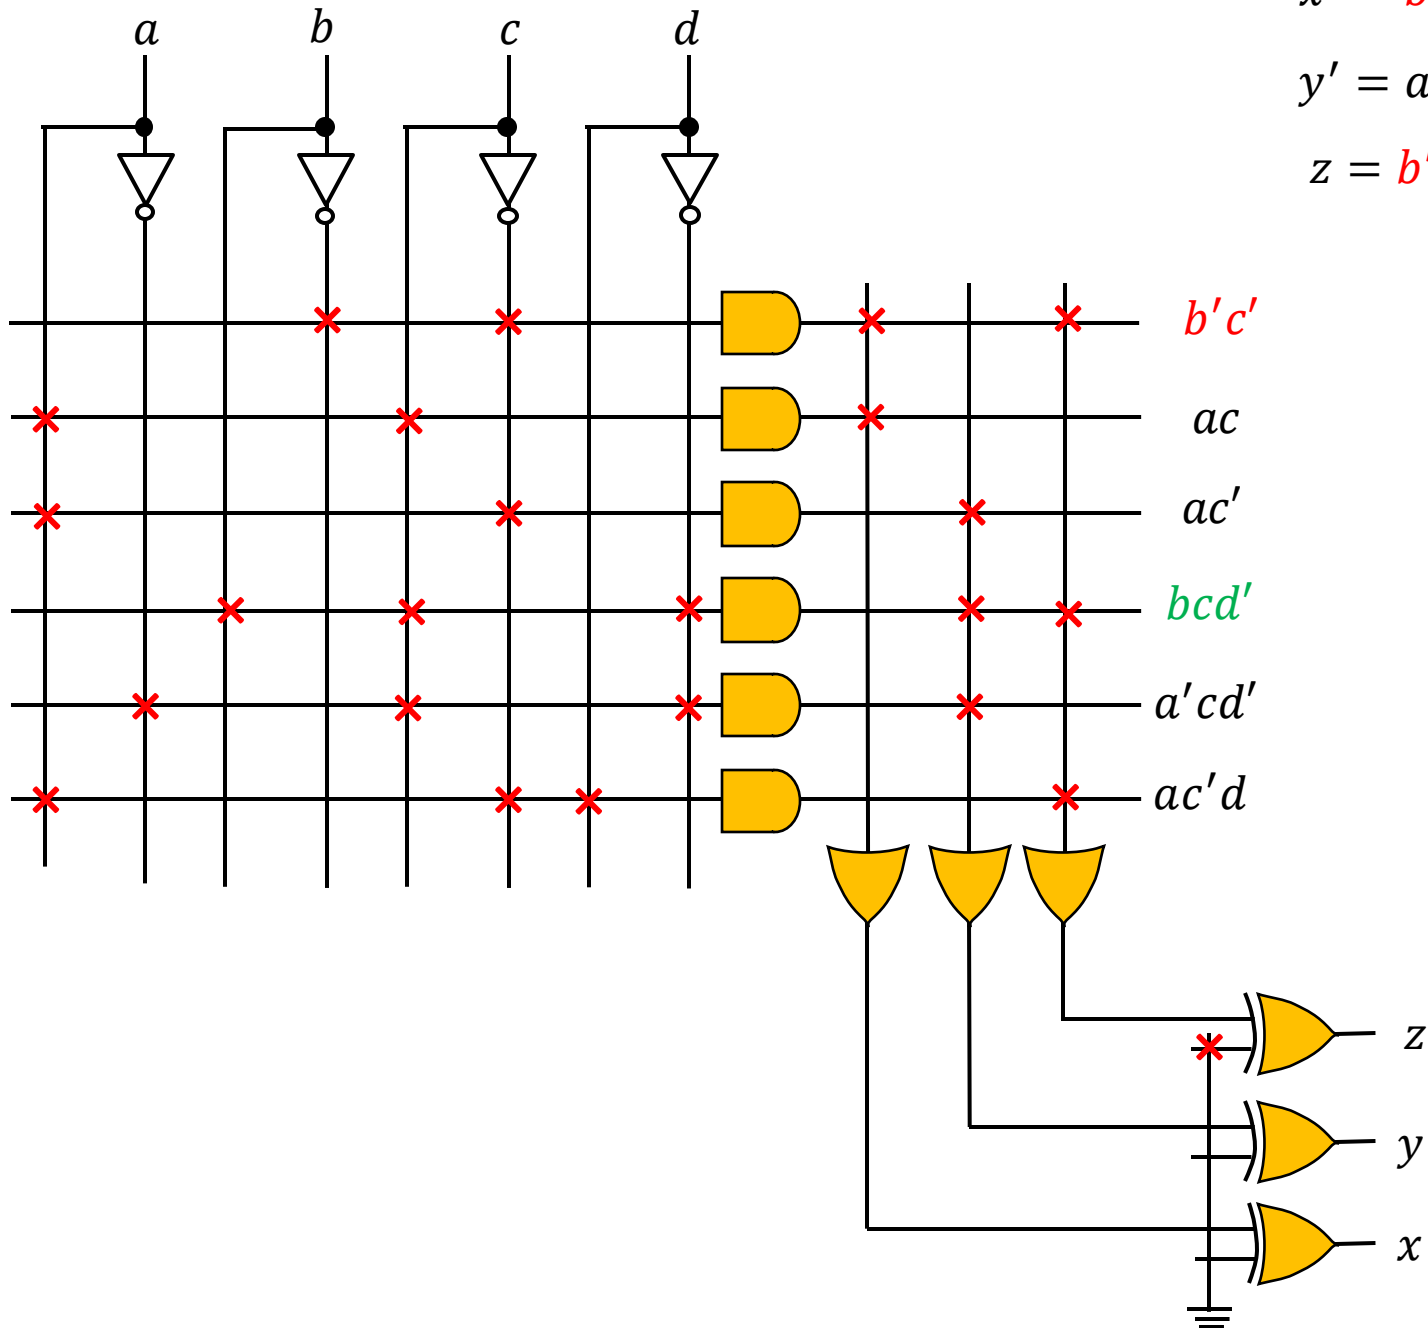 a b c d
y′ = a
z = b′
b′c′
ac
ac′
bcd′
a′cd′
ac′d
z
y
x